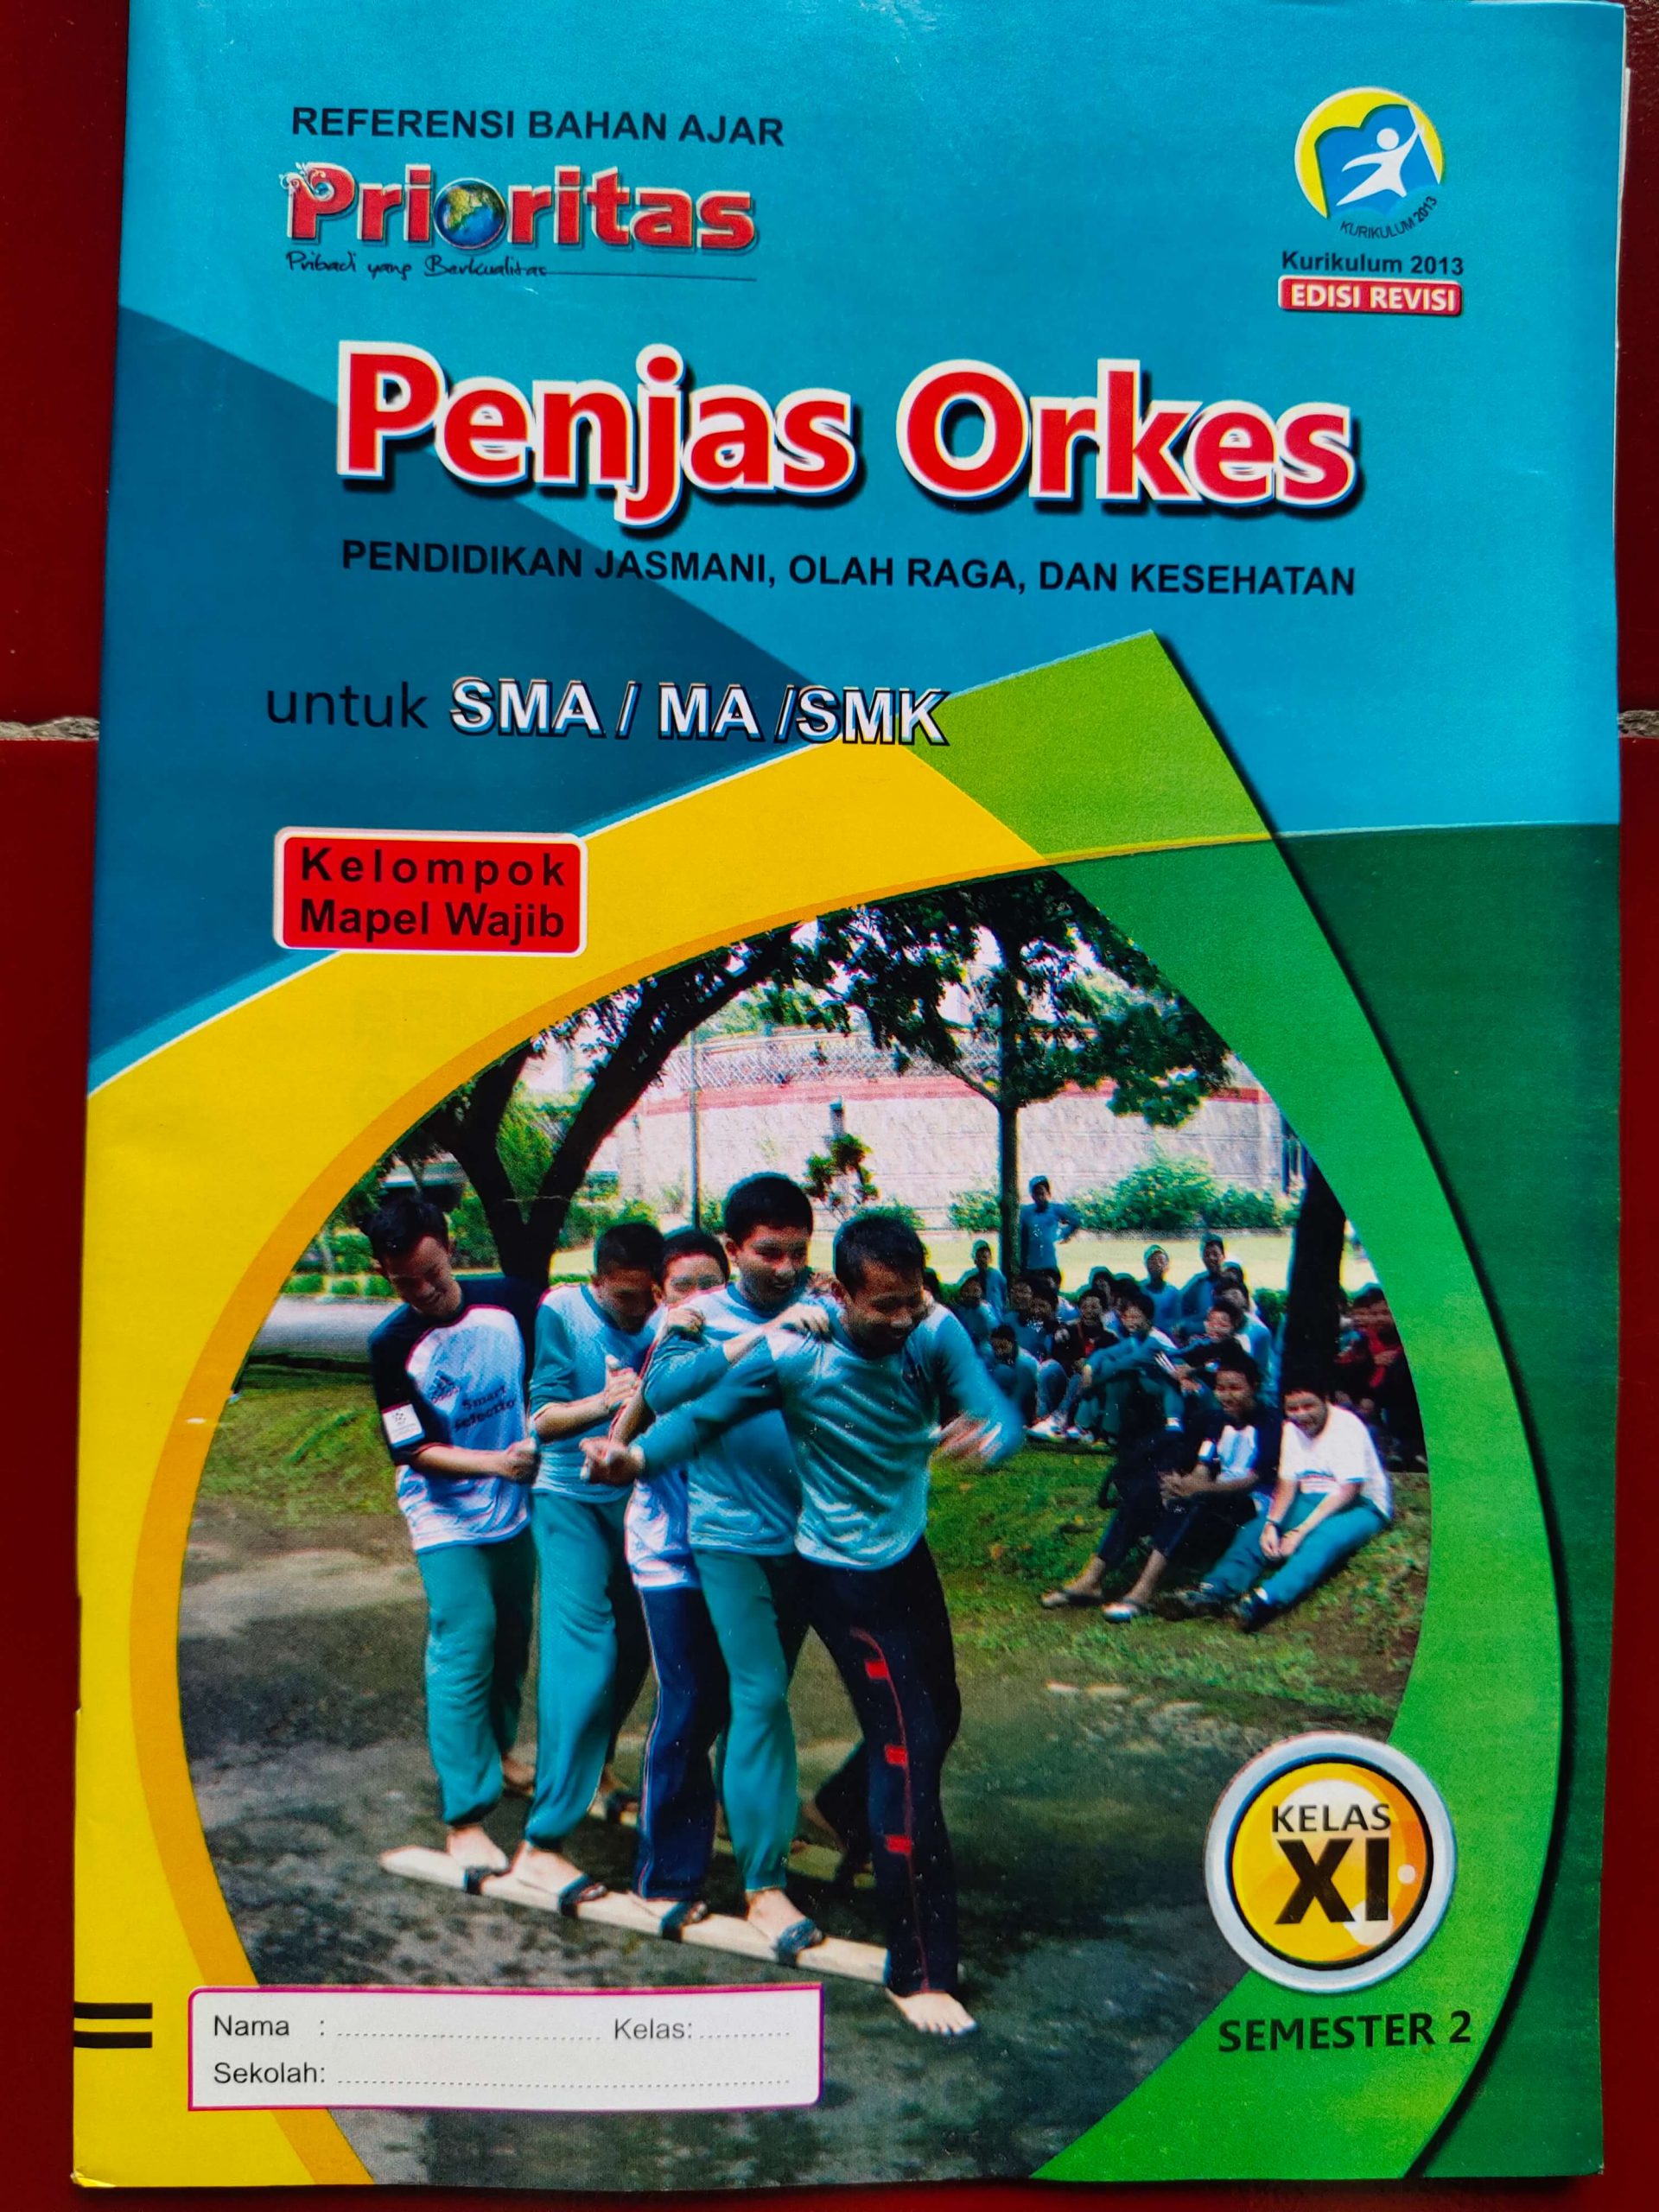 REFERENSI BAHAN AJAR
Prioritas
Pribadi yang Berkualitas
KURIKULUM 2013
Kurikulum 2013
EDISI REVISI
Penjas Orkes
PENDIDIKAN JASMANI, OLAH RAGA, DAN KESEHATAN
untuk SMA / MA /SMK
Kelompok
Mapel Wajib
Smart
KELAS
XI
SEMESTER 2
Nama : .................................. Kelas: ............
Sekolah: ..........................................................